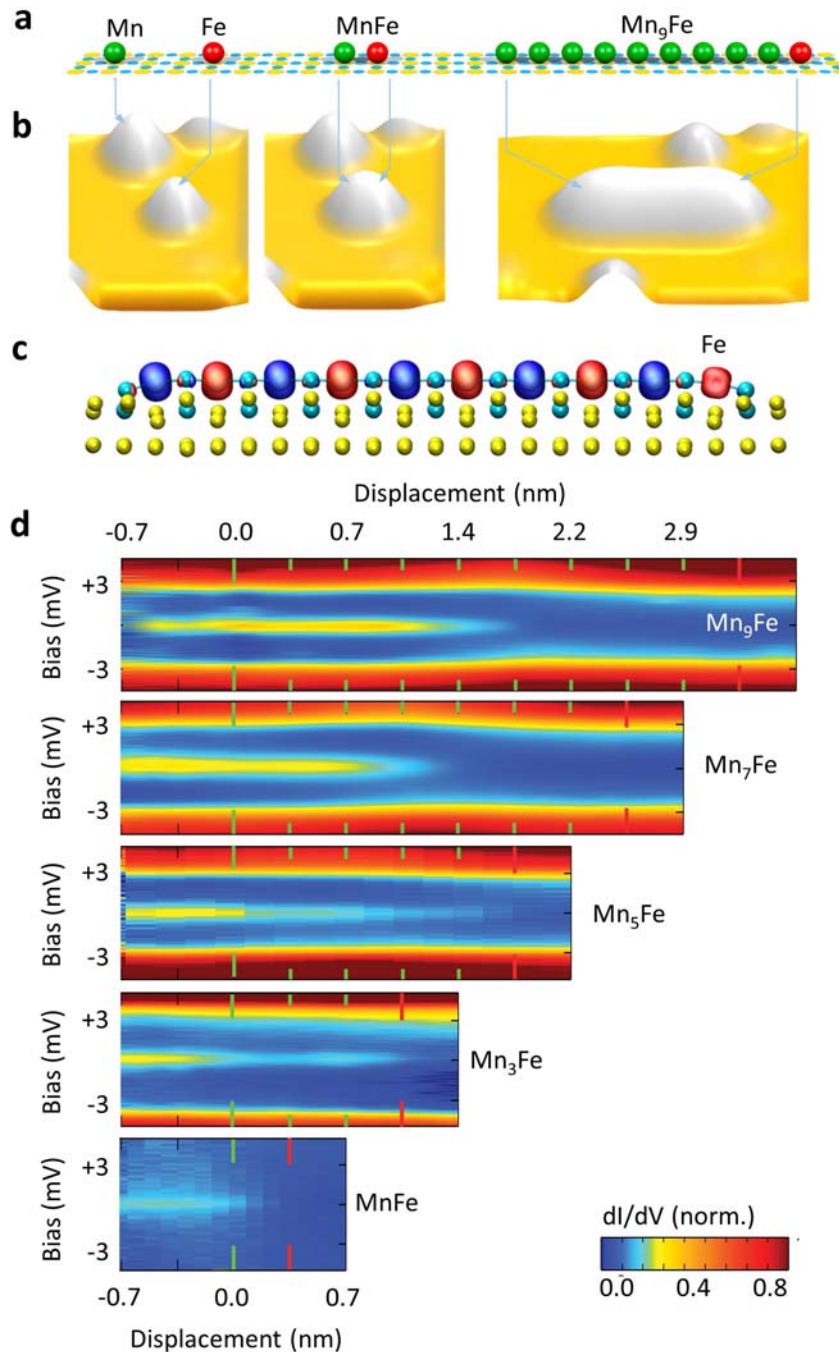 a
Mn Fe MnFe Mn₉Fe
b
c
Fe
Displacement (nm)
d
-0.7 0.0 0.7 1.4 2.2 2.9
Bias (mV) +3 -3 Mn₉Fe
Bias (mV) +3 -3 Mn₇Fe
Bias (mV) +3 -3 Mn₅Fe
Bias (mV) +3 -3 Mn₃Fe
Bias (mV) +3 -3 MnFe
dI/dV (norm.)
0.0 0.4 0.8
-0.7 0.0 0.7
Displacement (nm)